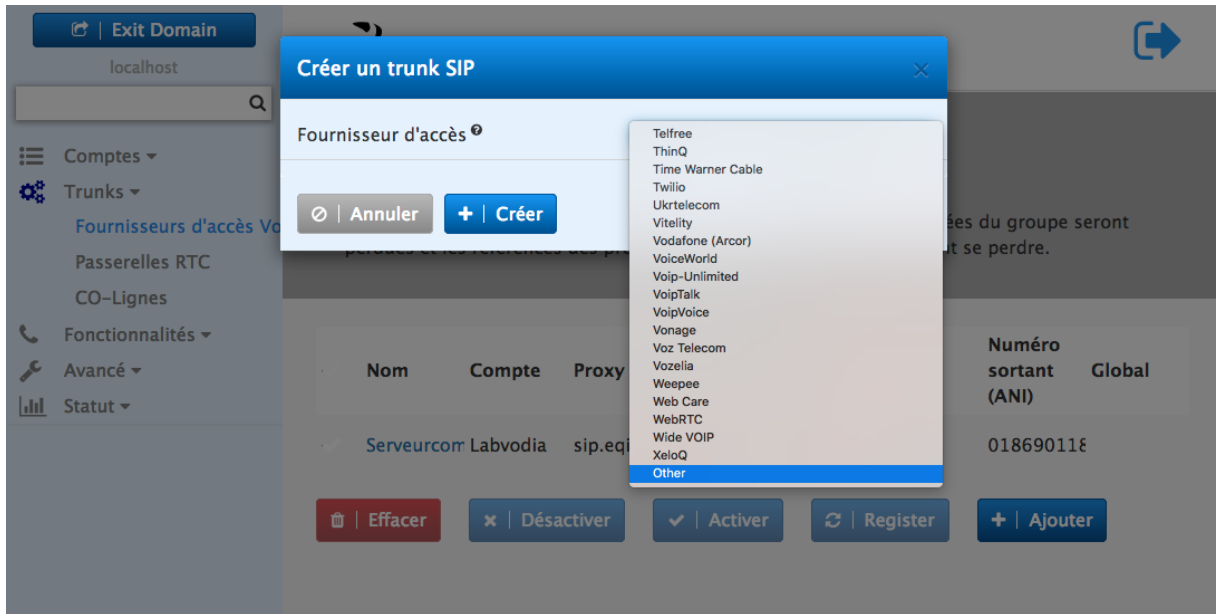 Exit Domain
localhost
Créer un trunk SIP
Fournisseur d'accès
Annuler
Créer
Telfree
ThinQ
Time Warner Cable
Twilio
Ukrtelecom
Vitelity
Vodafone (Arcor)
VoiceWorld
Voip-Unlimited
VoipTalk
VoipVoice
Vonage
Voz Telecom
Vozelia
Weepee
Web Care
WebRTC
Wide VOIP
XeloQ
Other
Comptes
Trunks
Fournisseurs d'accès Vo
Passerelles RTC
CO-Lignes
Fonctionnalités
Avancé
Statut
ées du groupe seront
perdues et les références des pr
t se perdre.
Nom Compte Proxy Numéro sortant (ANI) Global
Serveurcom Labvodia sip.eqi 018690118
Effacer
Désactiver
Activer
Register
Ajouter